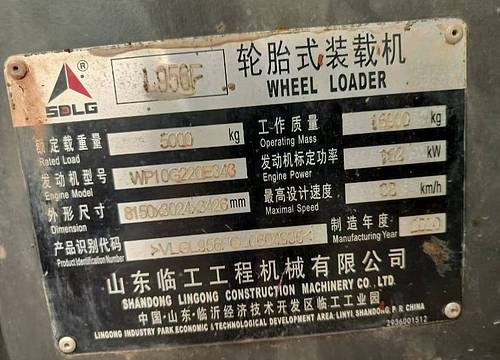 ® L956F 轮胎式装载机
SDLG WHEEL LOADER
额定载重量 5000 kg
Rated Load
发动机型号 WP10G220E343
Engine Model
外形尺寸 8150x3024x3426 mm
Dimension
产品识别代码
Product Identification Number
工作质量 kg
Operating Mass
发动机标定功率 162 kW
Engine Power
最高设计速度 km/h
Maximal Speed
制造年度
Manufacturing Year
山东临工工程机械有限公司
SHANDONG LINGONG CONSTRUCTION MACHINERY CO., LTD.
中国·山东·临沂经济技术开发区临工工业园
LINGONG INDUSTRY PARK,ECONOMIC & TECHNOLOGICAL DEVELOPMENT AREA LINYI SHANDONG, P. R CHINA
2936001512